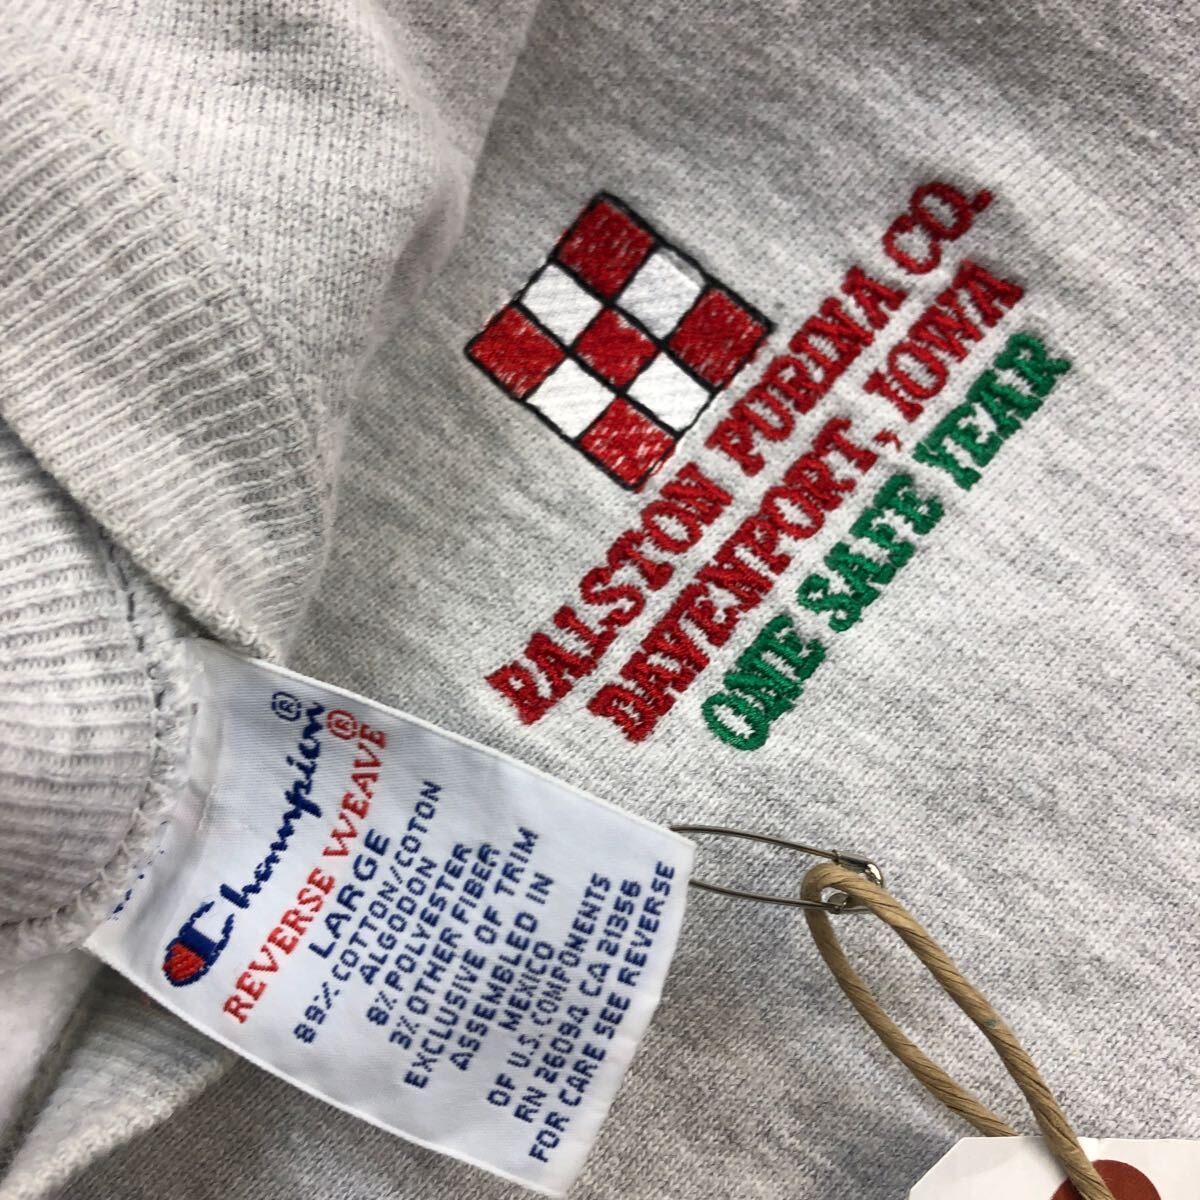 RALSTON PURINA CO.
DAVENPORT, IOWA
ONE SAFE YEAR
Champion®
REVERSE WEAVE®
LARGE
89% COTTON/COTON
ALGODON
8% POLYESTER
3% OTHER FIBER
EXCLUSIVE OF TRIM
ASSEMBLED IN
MEXICO
OF U.S. COMPONENTS
RN 26094 CA 21356
FOR CARE SEE REVERSE